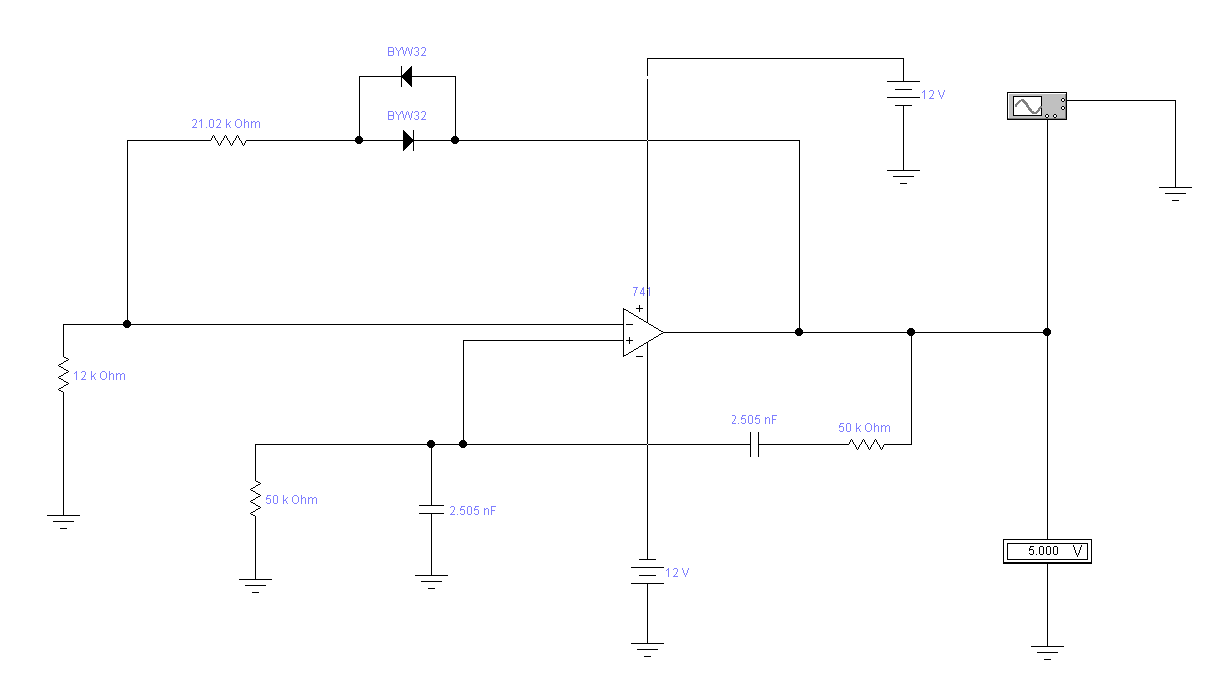 BYW32
12 V
BYW32
21.02 k Ohm
741
12 k Ohm
2.505 nF
50 k Ohm
50 k Ohm
2.505 nF
5.000 V
12 V